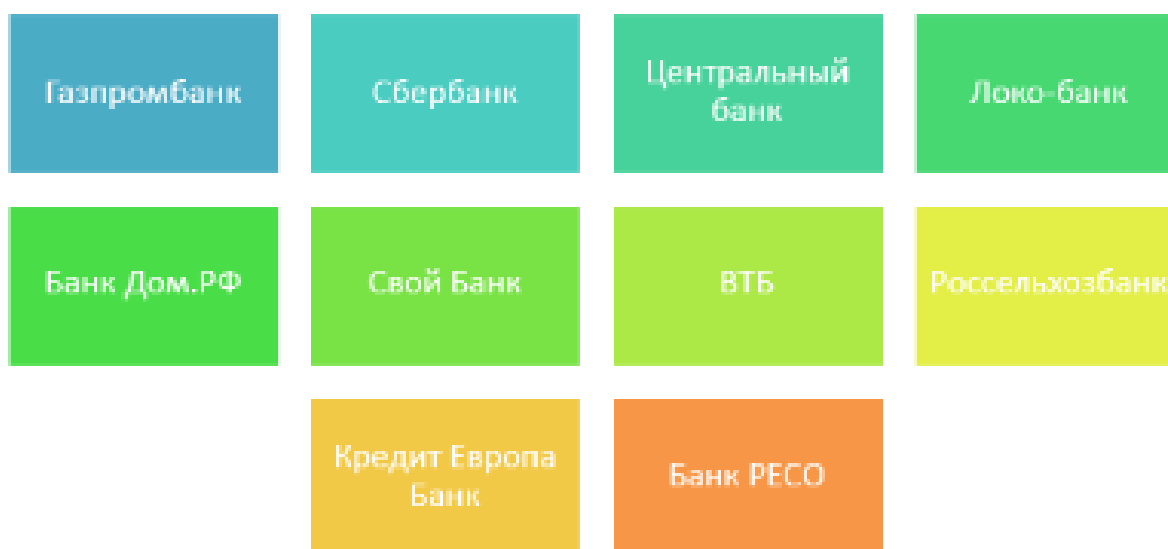 Газпромбанк
Сбербанк
Центральный
банк
Локо-банк
Банк Дом.РФ
Свой Банк
ВТБ
Россельхозбанк
Кредит Европа
Банк
Банк РЕСО